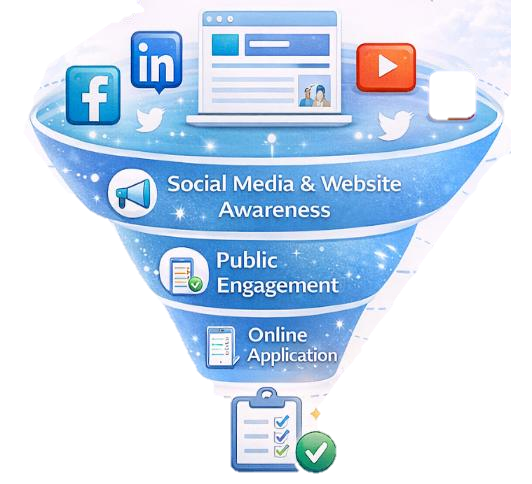 f
in
Social Media & Website
Awareness
Public
Engagement
Online
Application